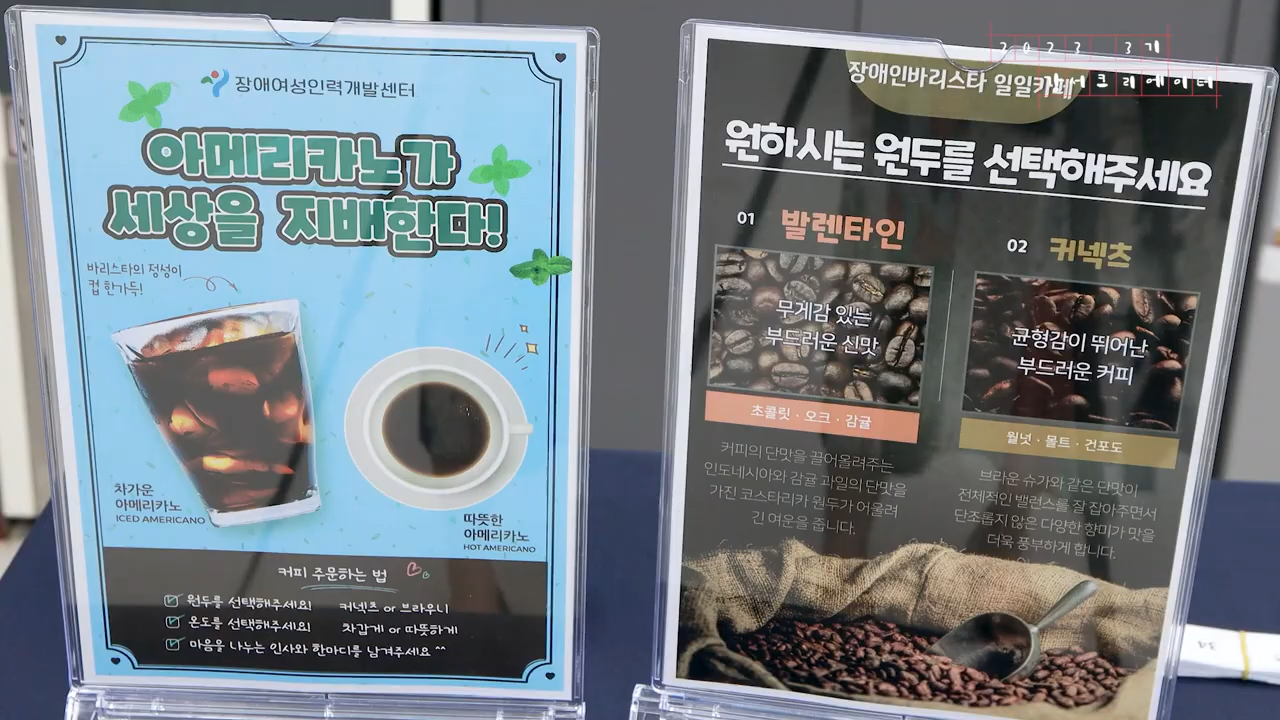 장애여성인력개발센터
아메리카노가
세상을 지배한다!
바리스타의 정성이
컵 한가득!
차가운
아메리카노
ICED AMERICANO
따뜻한
아메리카노
HOT AMERICANO
커피 주문하는 법
원두를 선택해주세요! 커넥츠 or 브라우니
온도를 선택해주세요! 차갑게 or 따뜻하게
마음을 나누는 인사와 한마디를 남겨주세요 ^^
2023 3기
강서크리에이터
장애인바리스타 일일카페
원하시는 원두를 선택해주세요
01 발렌타인
무게감 있는
부드러운 신맛
초콜릿 · 오크 · 감귤
커피의 단맛을 끌어올려주는
인도네시아와 감귤 과일의 단맛을
가진 코스타리카 원두가 어울려
긴 여운을 줍니다.
02 커넥츠
균형감이 뛰어난
부드러운 커피
월넛 · 몰트 · 건포도
브라운 슈가와 같은 단맛이
전체적인 밸런스를 잘 잡아주면서
단조롭지 않은 다양한 향미가 맛을
더욱 풍부하게 합니다.
34